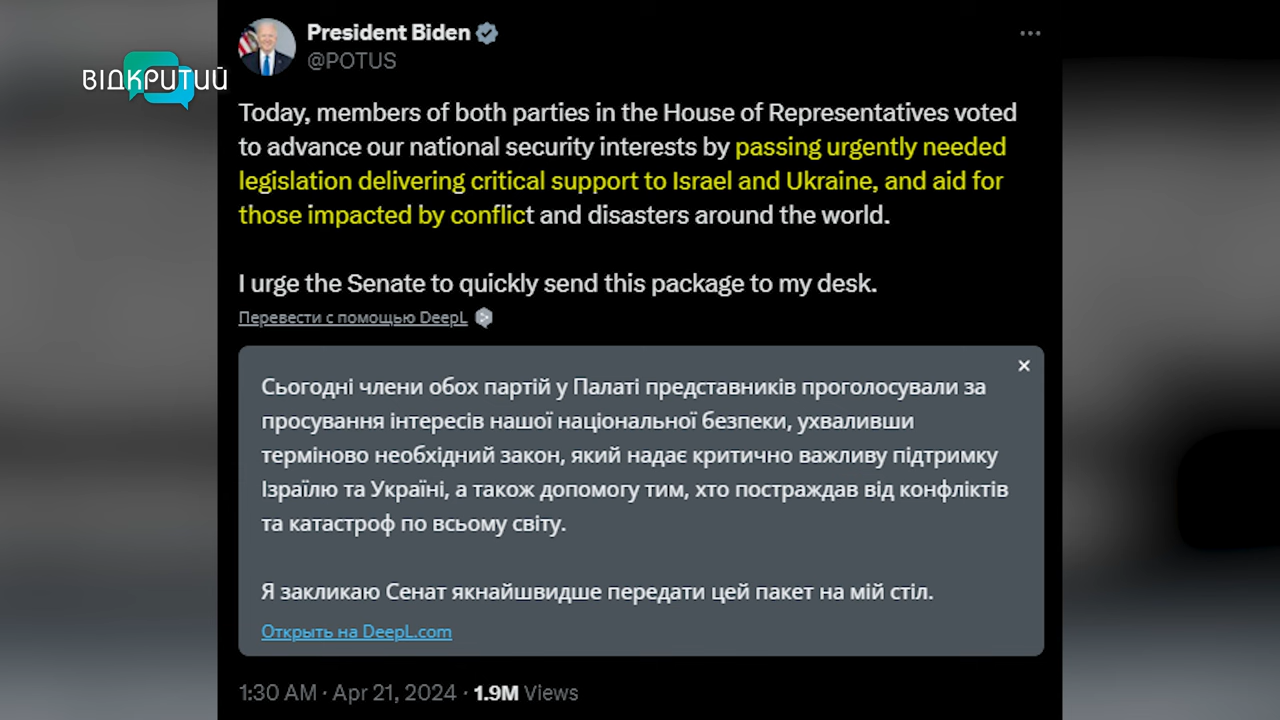 ВІДКРИТИЙ
President Biden
@POTUS
Today, members of both parties in the House of Representatives voted
to advance our national security interests by passing urgently needed
legislation delivering critical support to Israel and Ukraine, and aid for
those impacted by conflict and disasters around the world.
I urge the Senate to quickly send this package to my desk.
Перевести с помощью DeepL
Сьогодні члени обох партій у Палаті представників проголосували за
просування інтересів нашої національної безпеки, ухваливши
терміново необхідний закон, який надає критично важливу підтримку
Ізраїлю та Україні, а також допомогу тим, хто постраждав від конфліктів
та катастроф по всьому світу.
Я закликаю Сенат якнайшвидше передати цей пакет на мій стіл.
Открыть на DeepL.com
1:30 AM · Apr 21, 2024 · 1.9M Views